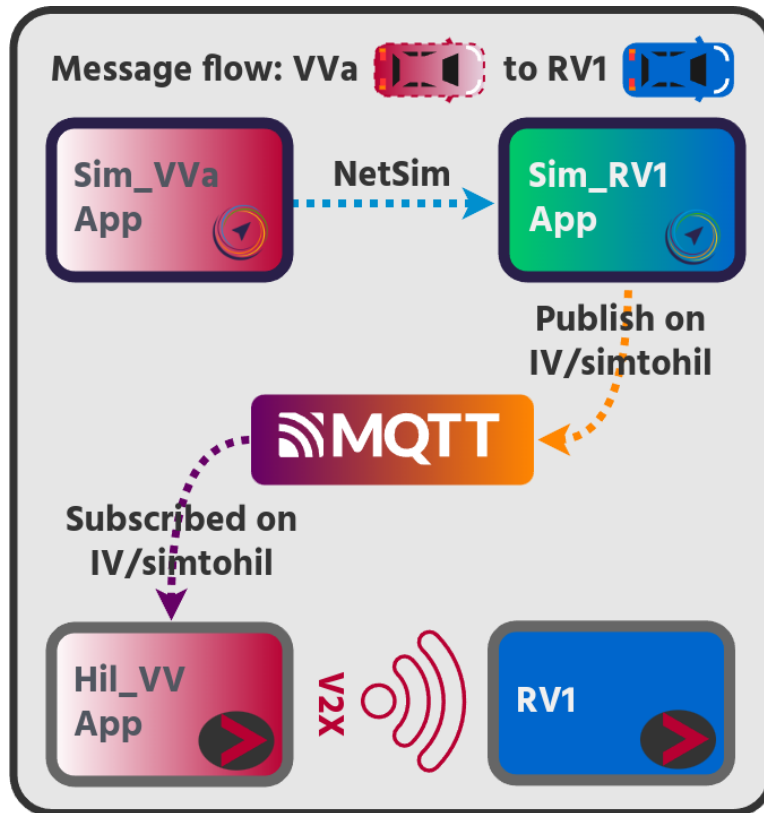 Message flow: VVa to RV1
Sim_VVa
App
NetSim
Sim_RV1
App
Publish on
IV/simtohil
MQTT
Subscribed on
IV/simtohil
Hil_VV
App
V2X
RV1